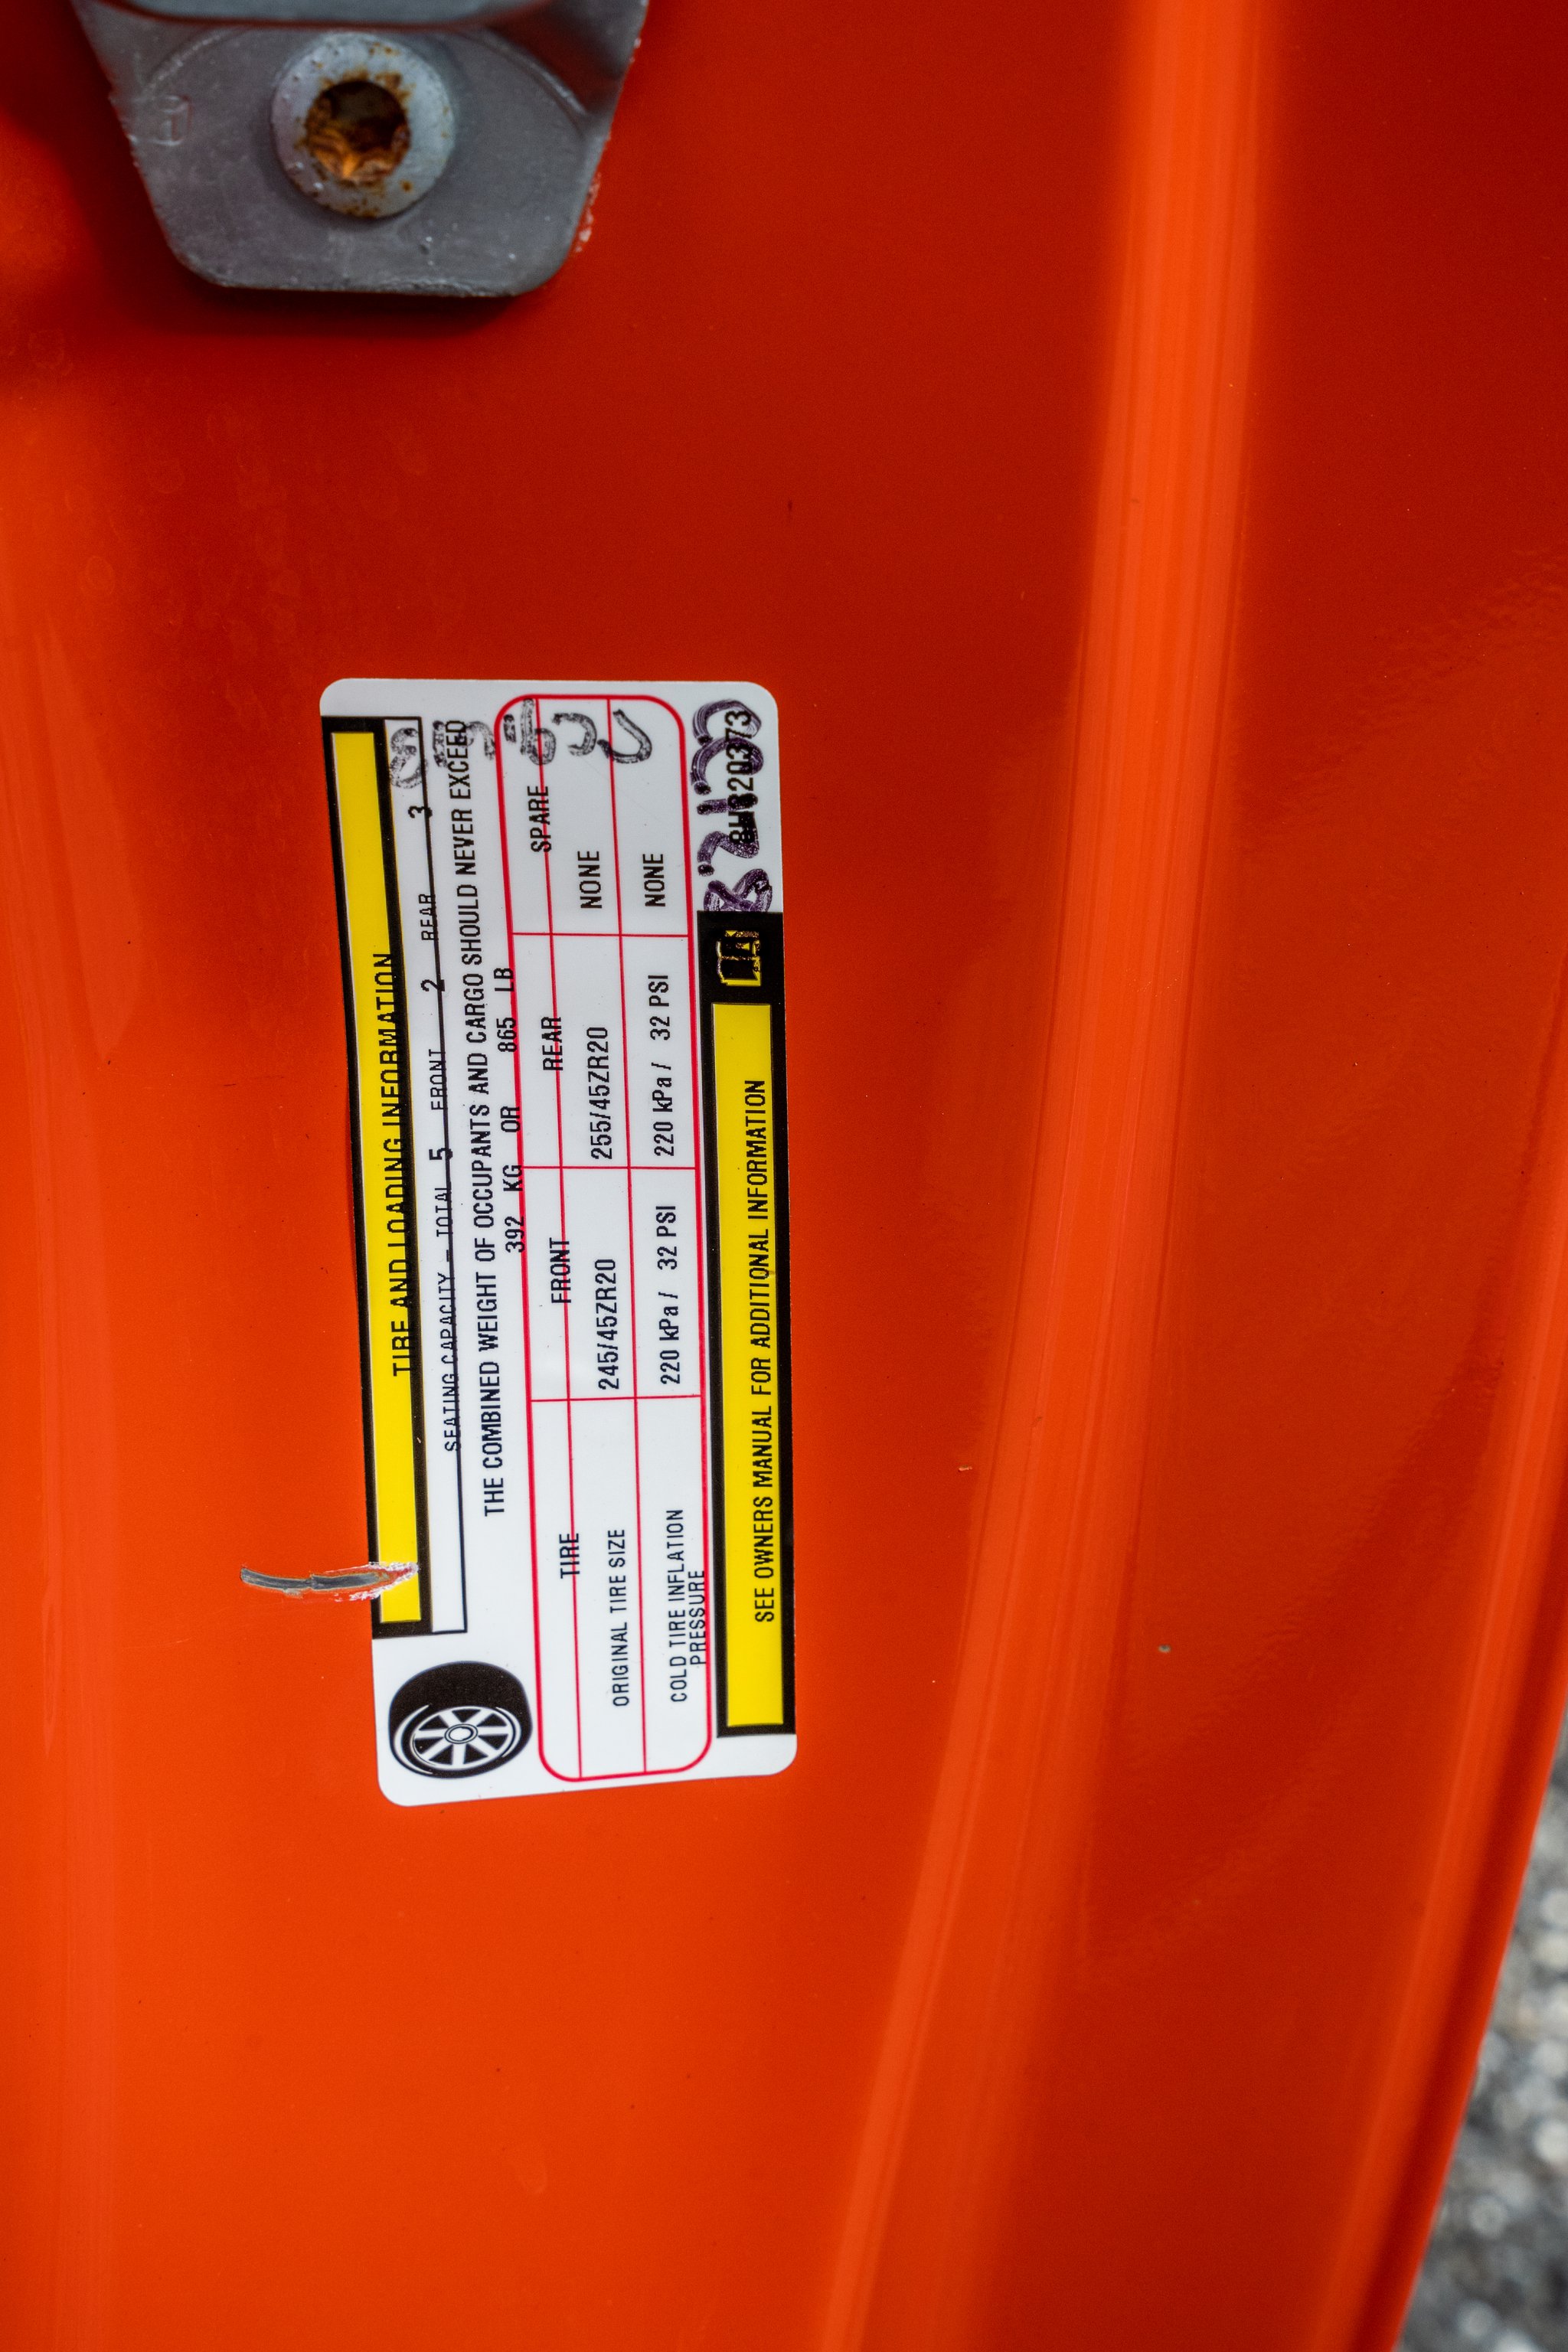 TIRE AND LOADING INFORMATION
SEATING CAPACITY – TOTAL 5 FRONT 2 REAR 3
THE COMBINED WEIGHT OF OCCUPANTS AND CARGO SHOULD NEVER EXCEED
392 KG OR 865 LB
TIRE FRONT REAR SPARE
ORIGINAL TIRE SIZE 245/45ZR20 255/45ZR20 NONE
COLD TIRE INFLATION PRESSURE 220 kPa / 32 PSI 220 kPa / 32 PSI NONE
SEE OWNERS MANUAL FOR ADDITIONAL INFORMATION